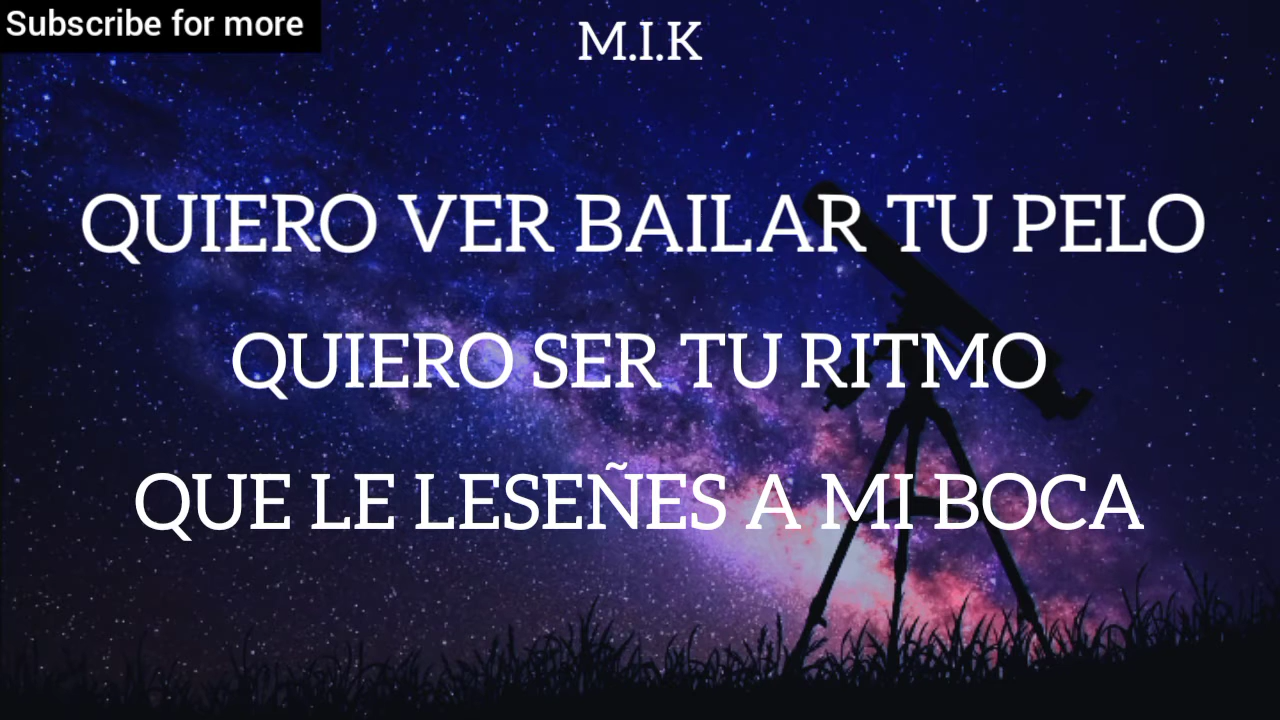 Subscribe for more
M.I.K
QUIERO VER BAILAR TU PELO
QUIERO SER TU RITMO
QUE LE LESEÑES A MI BOCA